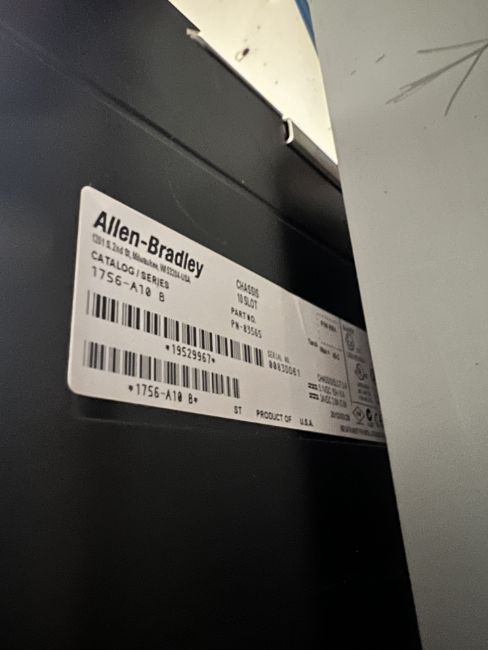 Allen-Bradley
1201 S. 2nd St, Milwaukee, WI 53204-USA
CATALOG / SERIES
1756-A10 B
CHASSIS
10 SLOT
PART NO.
PN-83565
*19529967*
SERIAL NO.
*1756-A10 B*
ST PRODUCT OF U.S.A.